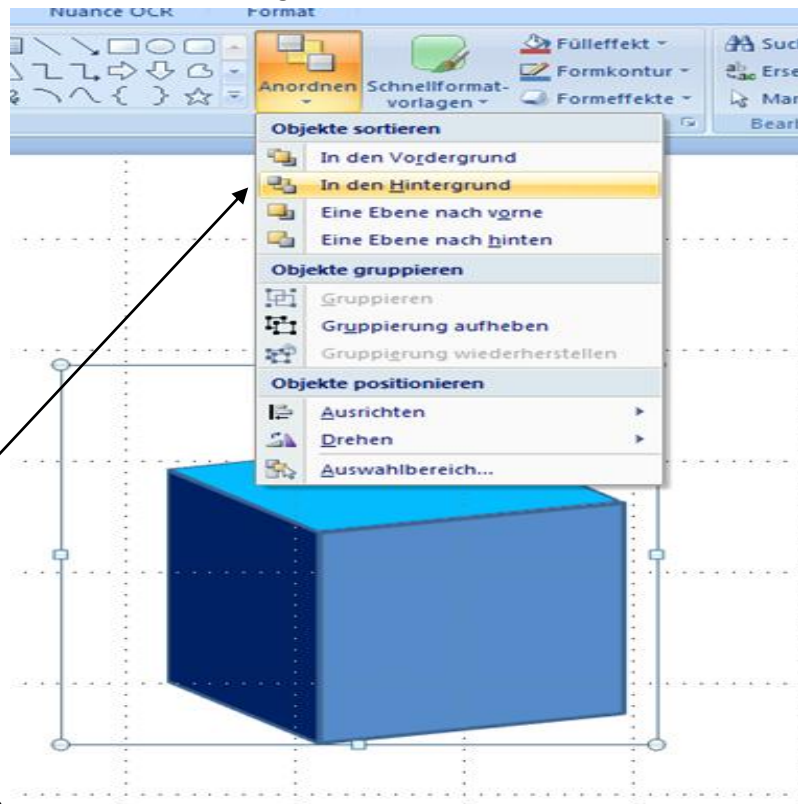 Nuance OCR Format
Fülleffekt
Formkontur
Formeffekte
Anordnen
Schnellformat-
vorlagen
Objekte sortieren
In den Vordergrund
In den Hintergrund
Eine Ebene nach vorne
Eine Ebene nach hinten
Objekte gruppieren
Gruppieren
Gruppierung aufheben
Gruppierung wiederherstellen
Objekte positionieren
Ausrichten
Drehen
Auswahlbereich...